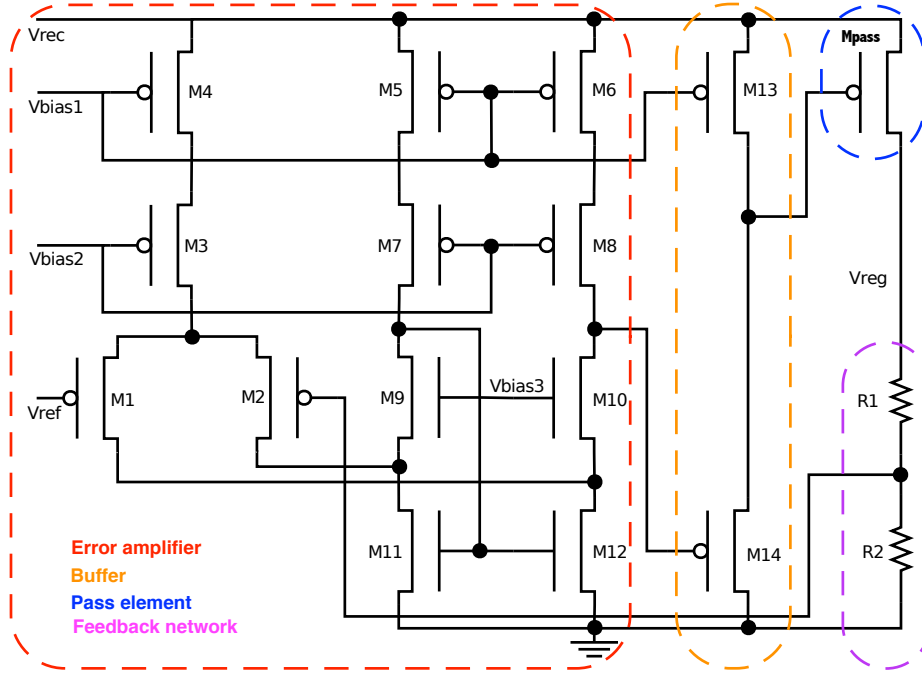 Vrec
Mpass
M4
M5
M6
M13
Vbias1
M3
M7
M8
Vbias2
Vreg
Vbias3
M1
M2
M9
M10
R1
Vref
Error amplifier
M11
M12
M14
R2
Buffer
Pass element
Feedback network